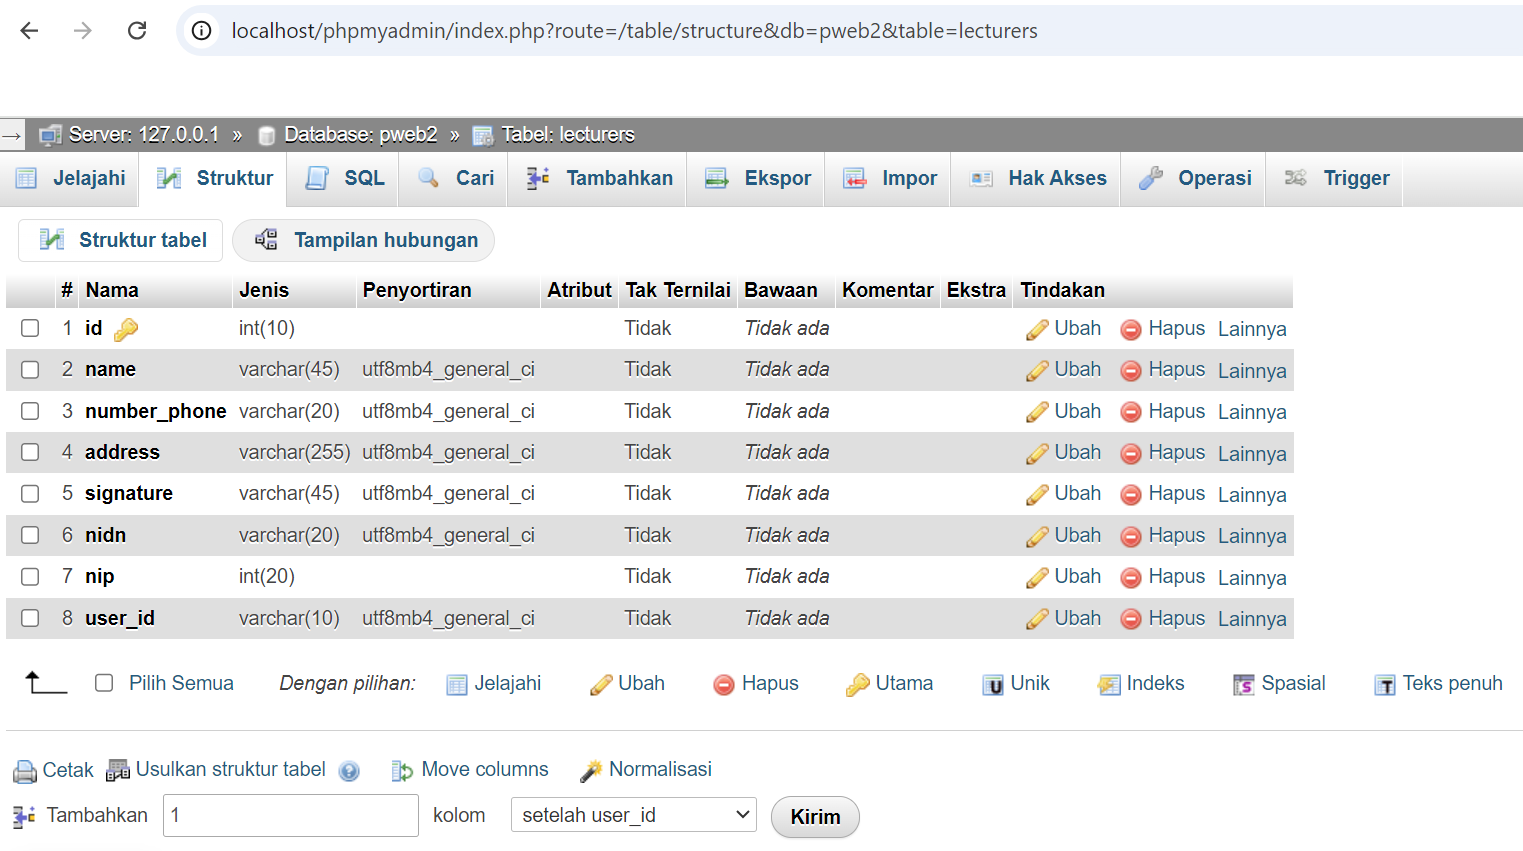 localhost/phpmyadmin/index.php?route=/table/structure&db=pweb2&table=lecturers
Server: 127.0.0.1 » Database: pweb2 » Tabel: lecturers
Jelajahi Struktur SQL Cari Tambahkan Ekspor Impor Hak Akses Operasi Trigger
Struktur tabel Tampilan hubungan
# Nama Jenis Penyortiran Atribut Tak Ternilai Bawaan Komentar Ekstra Tindakan
1 id int(10) Tidak Tidak ada Ubah Hapus Lainnya
2 name varchar(45) utf8mb4_general_ci Tidak Tidak ada Ubah Hapus Lainnya
3 number_phone varchar(20) utf8mb4_general_ci Tidak Tidak ada Ubah Hapus Lainnya
4 address varchar(255) utf8mb4_general_ci Tidak Tidak ada Ubah Hapus Lainnya
5 signature varchar(45) utf8mb4_general_ci Tidak Tidak ada Ubah Hapus Lainnya
6 nidn varchar(20) utf8mb4_general_ci Tidak Tidak ada Ubah Hapus Lainnya
7 nip int(20) Tidak Tidak ada Ubah Hapus Lainnya
8 user_id varchar(10) utf8mb4_general_ci Tidak Tidak ada Ubah Hapus Lainnya
Pilih Semua Dengan pilihan: Jelajahi Ubah Hapus Utama Unik Indeks Spasial Teks penuh
Cetak Usulkan struktur tabel Move columns Normalisasi
Tambahkan 1 kolom setelah user_id Kirim